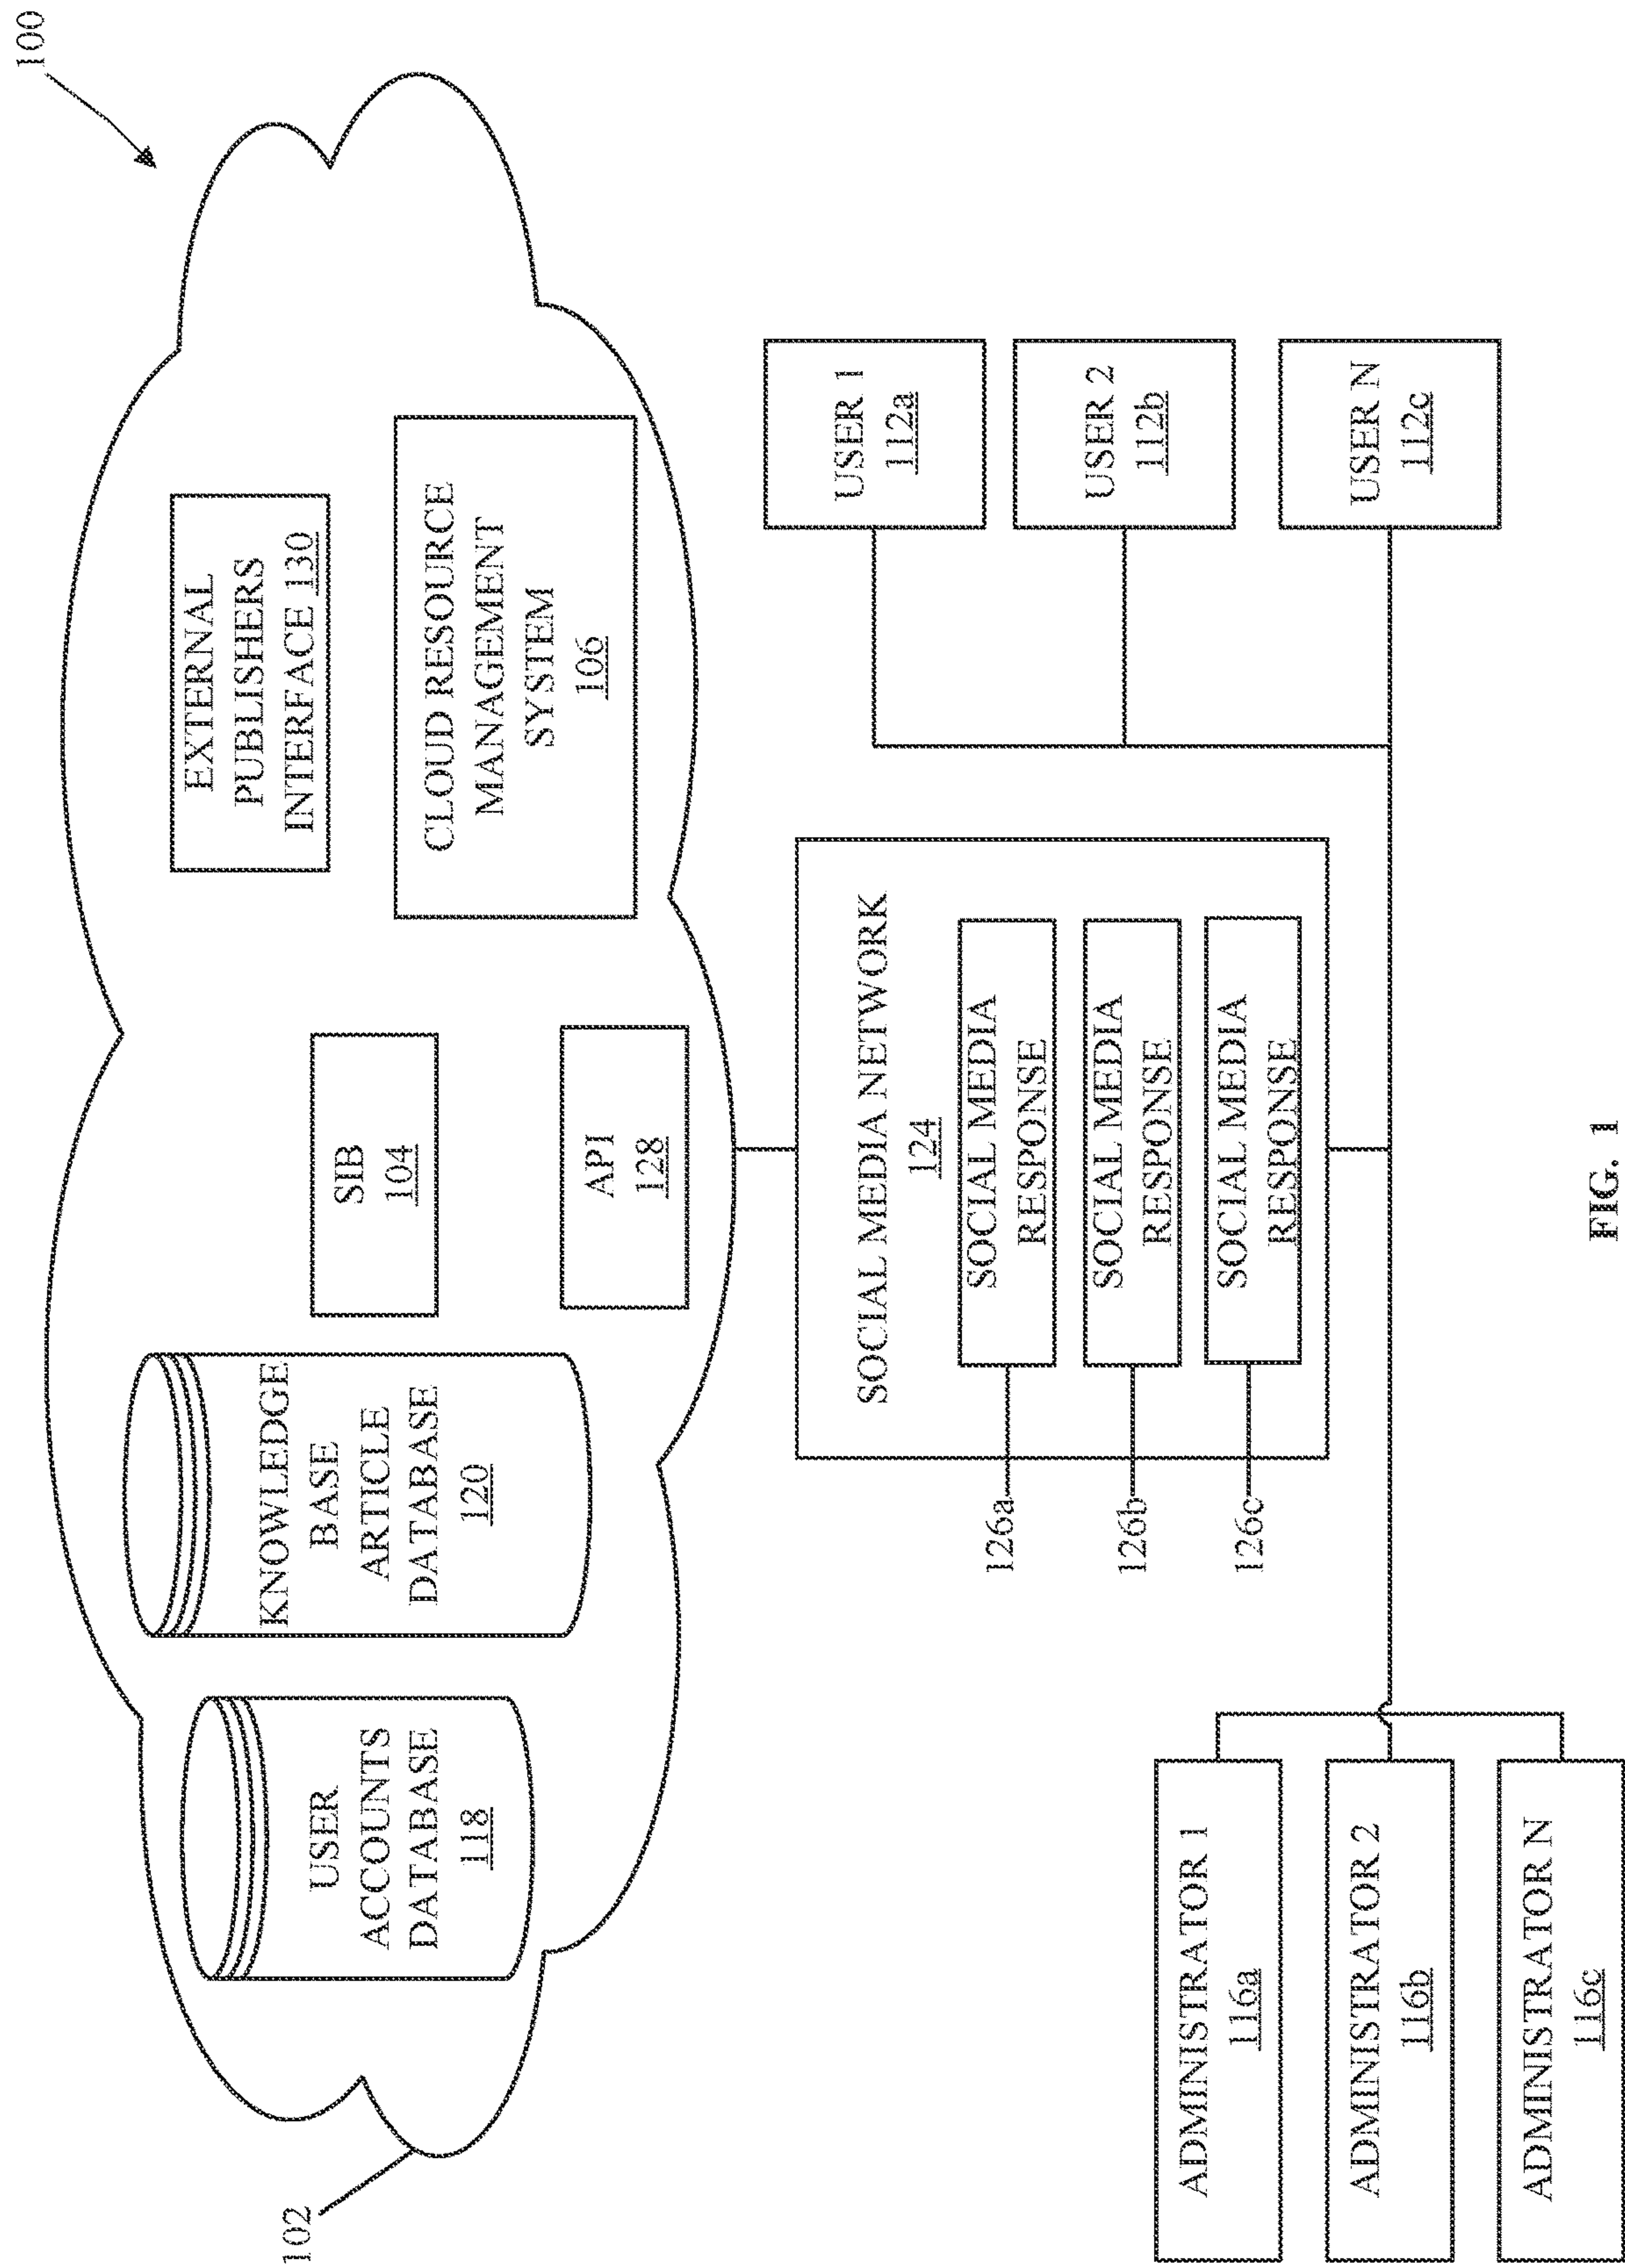 100
102
USER
ACCOUNTS
DATABASE
118
KNOWLEDGE
BASE
ARTICLE
DATABASE
120
SIB
104
API
128
EXTERNAL
PUBLISHERS
INTERFACE 130
CLOUD RESOURCE
MANAGEMENT
SYSTEM
106
SOCIAL MEDIA NETWORK
124
126a
SOCIAL MEDIA
RESPONSE
126b
SOCIAL MEDIA
RESPONSE
126c
SOCIAL MEDIA
RESPONSE
USER 1
112a
USER 2
112b
USER N
112c
ADMINISTRATOR 1
116a
ADMINISTRATOR 2
116b
ADMINISTRATOR N
116c
FIG. 1